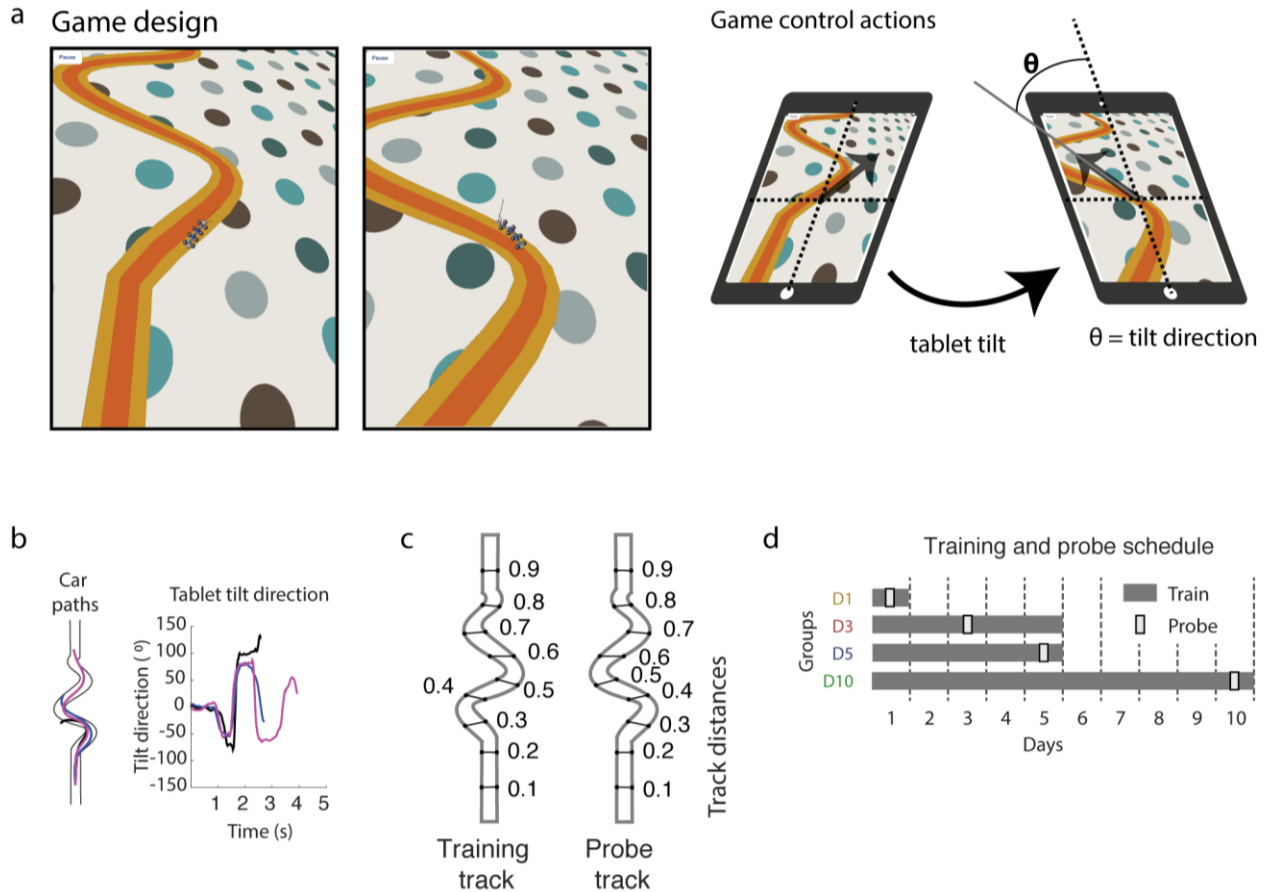 a
Game design
Pause
Pause
Game control actions
θ
tablet tilt
θ = tilt direction
b
Car
paths
Tablet tilt direction
Tilt direction (°)
150
100
50
0
-50
-100
-150
1 2 3 4 5
Time (s)
c
0.9
0.8
0.7
0.6
0.5
0.4
0.3
0.2
0.1
Training
track
0.9
0.8
0.7
0.6
0.5
0.4
0.3
0.2
0.1
Probe
track
Track distances
d
Training and probe schedule
Groups
D1
D3
D5
D10
Train
Probe
1 2 3 4 5 6 7 8 9 10
Days